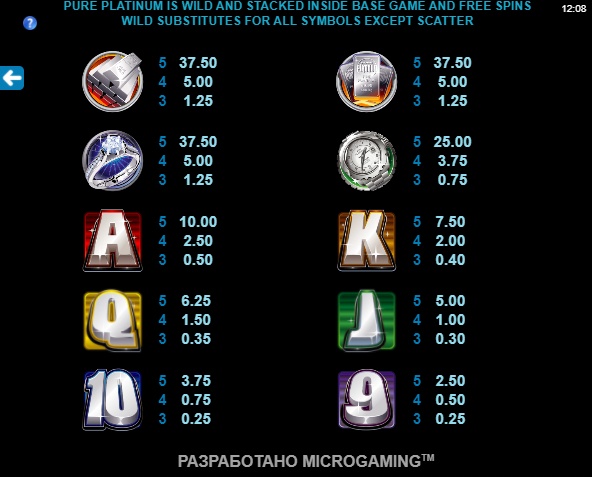 PURE PLATINUM IS WILD AND STACKED INSIDE BASE GAME AND FREE SPINS
12:08
?
WILD SUBSTITUTES FOR ALL SYMBOLS EXCEPT SCATTER
5 37.50 5 37.50
4 5.00 4 5.00
3 1.25 3 1.25
5 37.50 5 25.00
4 5.00 4 3.75
3 1.25 3 0.75
A 5 10.00 K 5 7.50
4 2.50 4 2.00
3 0.50 3 0.40
Q 5 6.25 J 5 5.00
4 1.50 4 1.00
3 0.35 3 0.30
10 5 3.75 9 5 2.50
4 0.75 4 0.50
3 0.25 3 0.25
РАЗРАБОТАНО MICROGAMING™